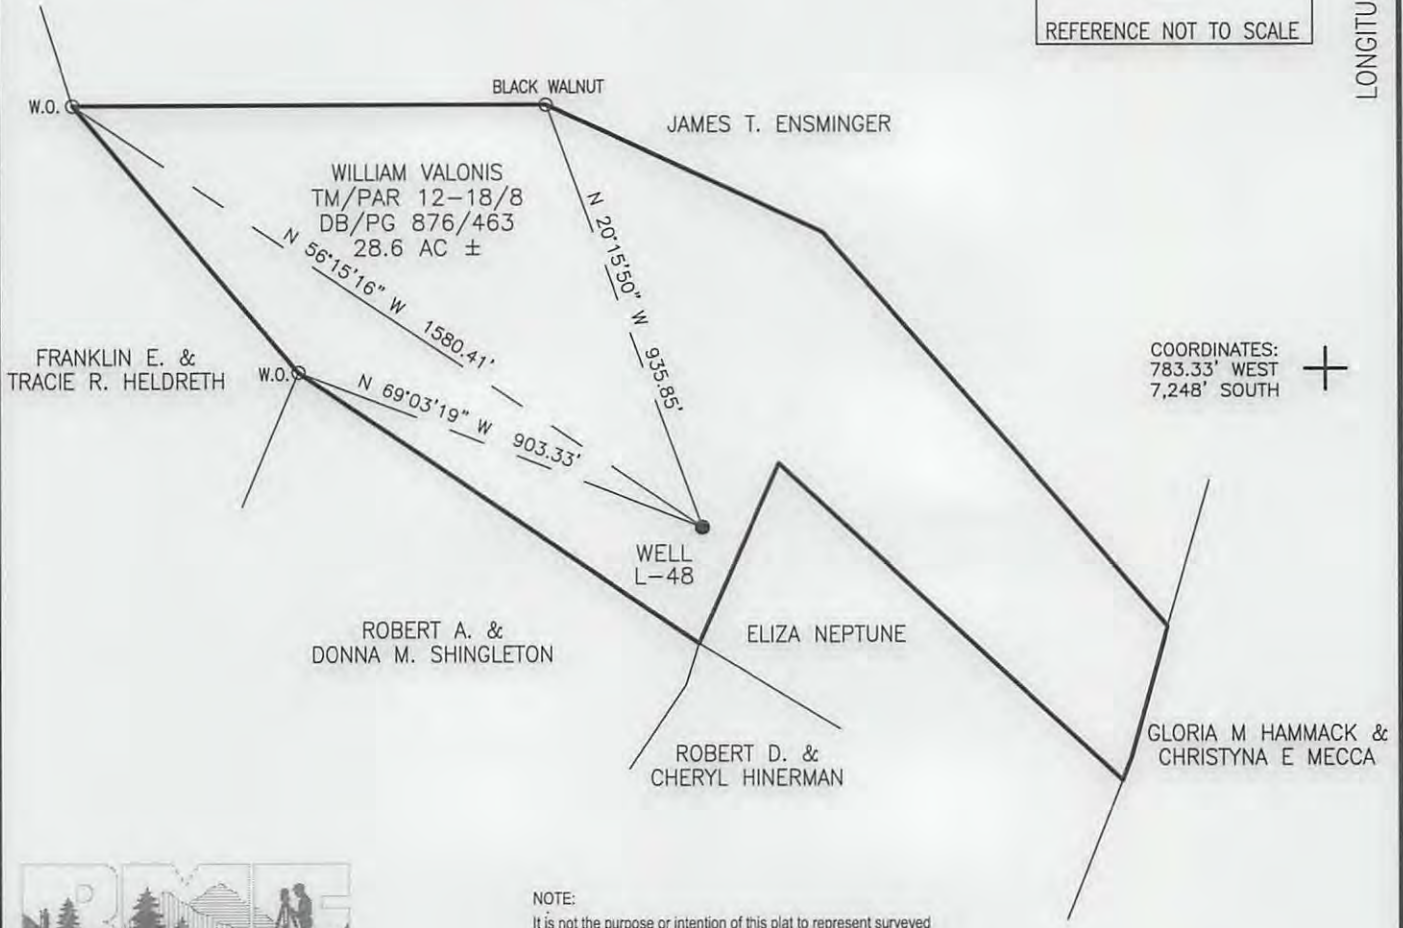 REFERENCE NOT TO SCALE
LONGITU
W.O.
BLACK WALNUT
JAMES T. ENSMINGER
WILLIAM VALONIS
TM/PAR 12-18/8
DB/PG 876/463
28.6 AC ±
N 20°15'50" W 935.85'
N 56°15'16" W 1580.41'
FRANKLIN E. &
TRACIE R. HELDRETH
W.O.
N 69°03'19" W 903.33'
COORDINATES:
783.33' WEST
7,248' SOUTH
WELL
L-48
ROBERT A. &
DONNA M. SHINGLETON
ELIZA NEPTUNE
ROBERT D. &
CHERYL HINERMAN
GLORIA M HAMMACK &
CHRISTYNA E MECCA
NOTE:
It is not the purpose or intention of this plat to represent surveyed